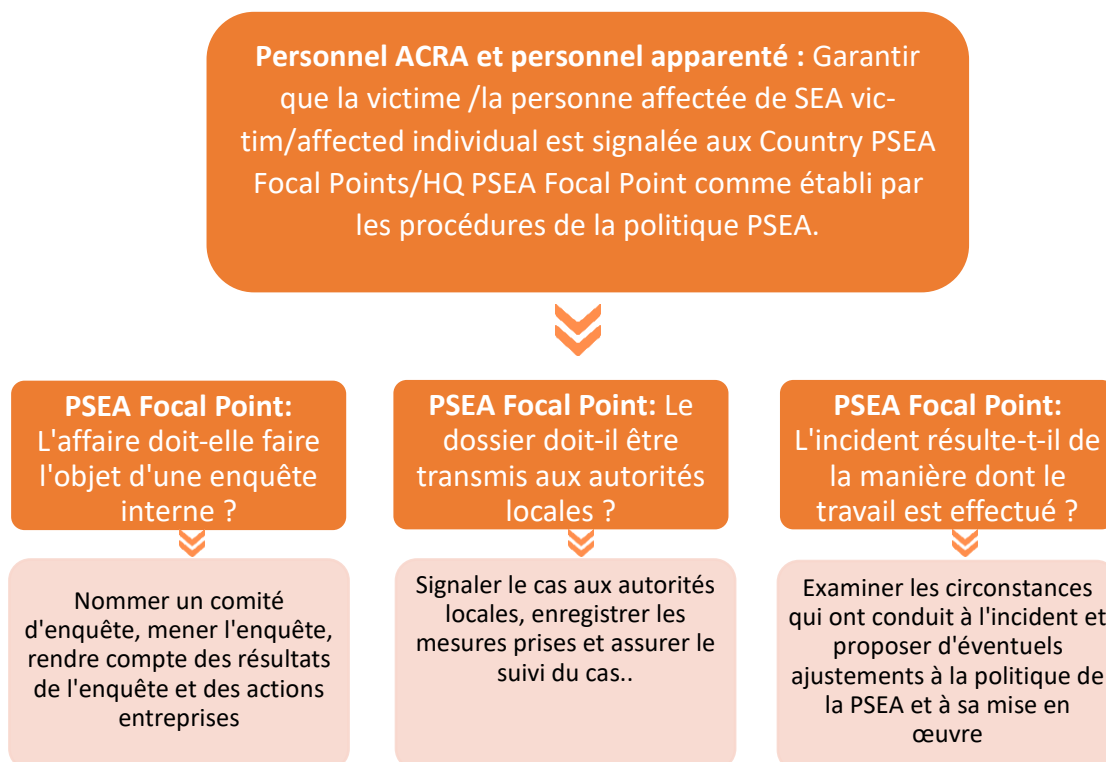 Personnel ACRA et personnel apparenté : Garantir
que la victime /la personne affectée de SEA vic-
tim/affected individual est signalée aux Country PSEA
Focal Points/HQ PSEA Focal Point comme établi par
les procédures de la politique PSEA.
PSEA Focal Point:
L'affaire doit-elle faire
l'objet d'une enquête
interne ?
PSEA Focal Point: Le
dossier doit-il être
transmis aux autorités
locales ?
PSEA Focal Point:
L'incident résulte-t-il de
la manière dont le
travail est effectué ?
Nommer un comité
d'enquête, mener l'enquête,
rendre compte des résultats
de l'enquête et des actions
entreprises
Signaler le cas aux autorités
locales, enregistrer les
mesures prises et assurer le
suivi du cas..
Examiner les circonstances
qui ont conduit à l'incident et
proposer d'éventuels
ajustements à la politique de
la PSEA et à sa mise en
œuvre